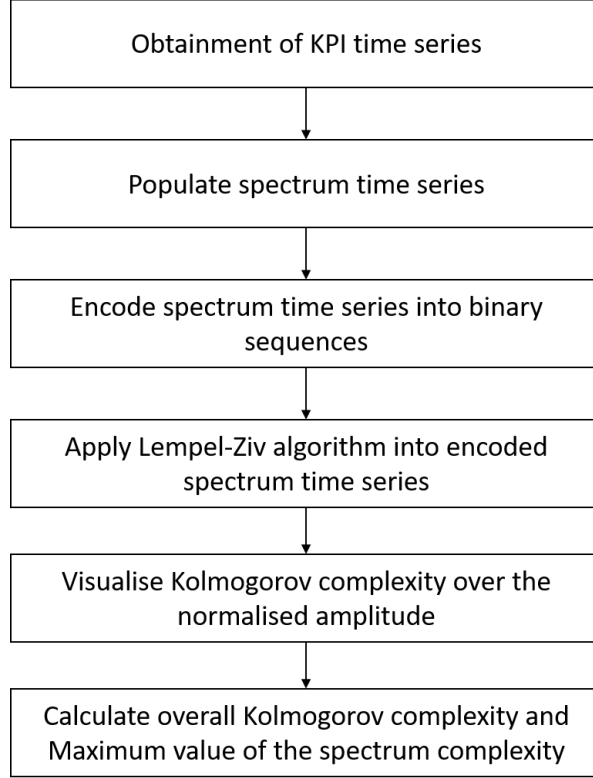 Obtainment of KPI time series
Populate spectrum time series
Encode spectrum time series into binary
sequences
Apply Lempel-Ziv algorithm into encoded
spectrum time series
Visualise Kolmogorov complexity over the
normalised amplitude
Calculate overall Kolmogorov complexity and
Maximum value of the spectrum complexity